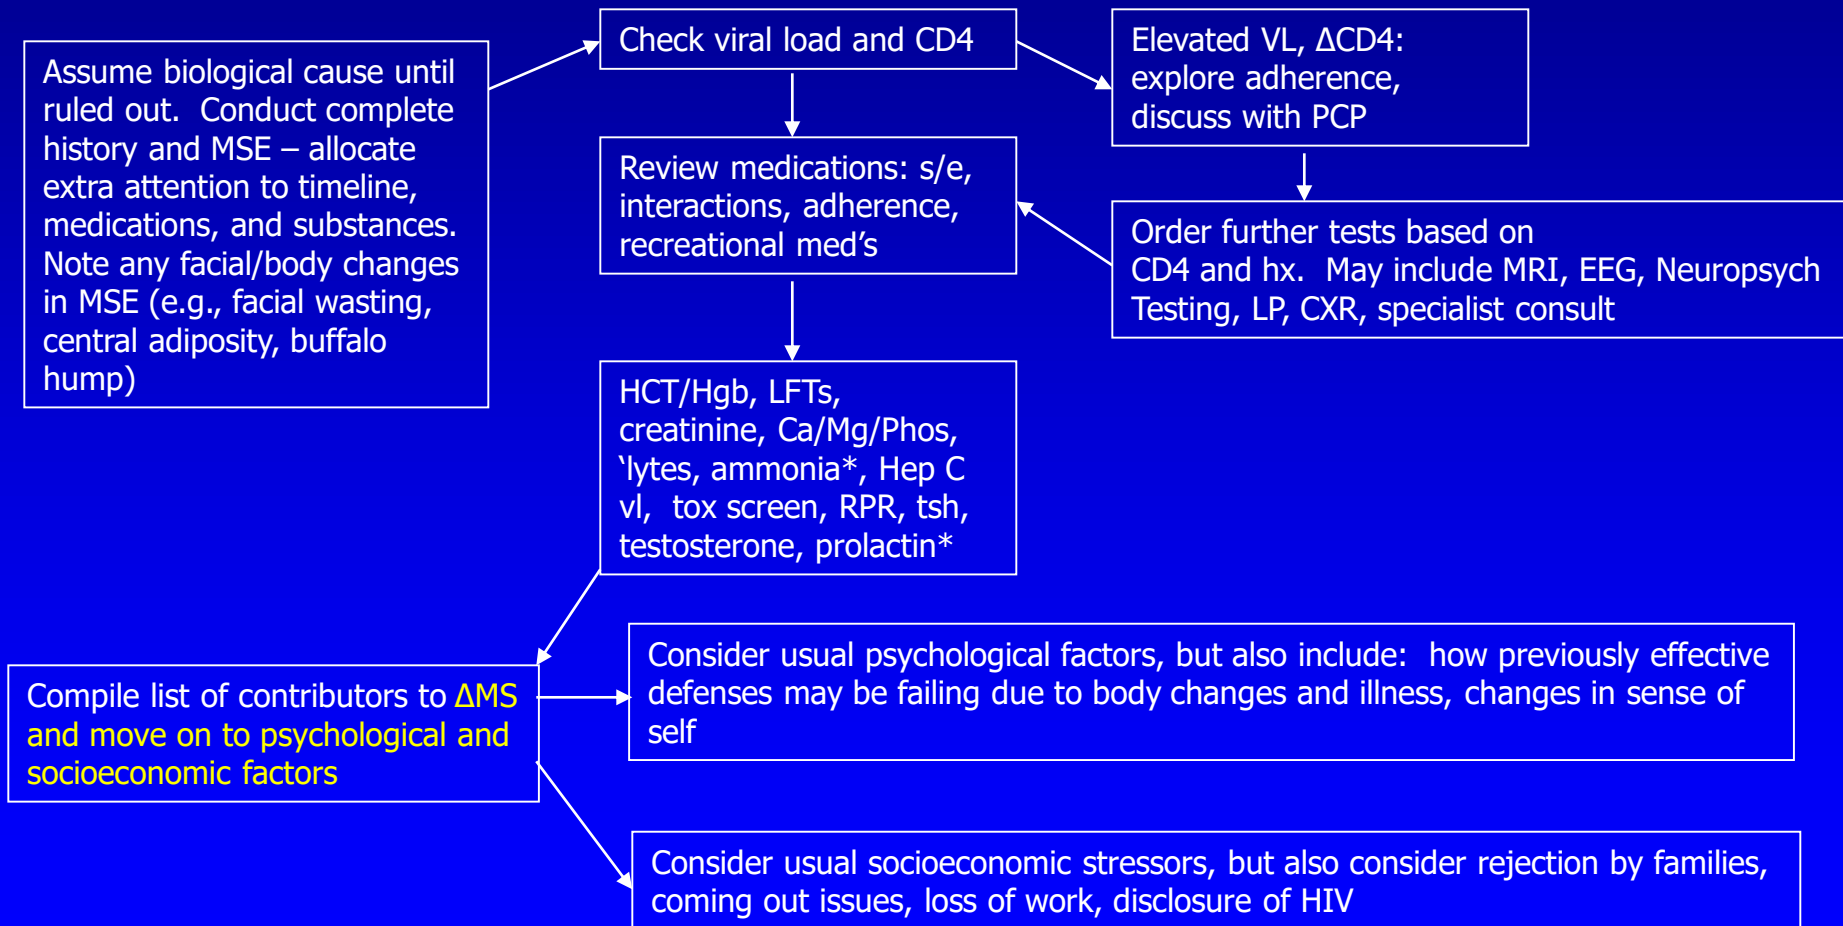 Assume biological cause until
ruled out.  Conduct complete
history and MSE – allocate
extra attention to timeline,
medications, and substances.
Note any facial/body changes
in MSE (e.g., facial wasting,
central adiposity, buffalo
hump)
Check viral load and CD4
Elevated VL, ΔCD4:
explore adherence,
discuss with PCP
Review medications: s/e,
interactions, adherence,
recreational med’s
Order further tests based on
CD4 and hx.  May include MRI, EEG, Neuropsych
Testing, LP, CXR, specialist consult
HCT/Hgb, LFTs,
creatinine, Ca/Mg/Phos,
‘lytes, ammonia*, Hep C
vl,  tox screen, RPR, tsh,
testosterone, prolactin*
Compile list of contributors to ΔMS
and move on to psychological and
socioeconomic factors
Consider usual psychological factors, but also include:  how previously effective
defenses may be failing due to body changes and illness, changes in sense of
self
Consider usual socioeconomic stressors, but also consider rejection by families,
coming out issues, loss of work, disclosure of HIV